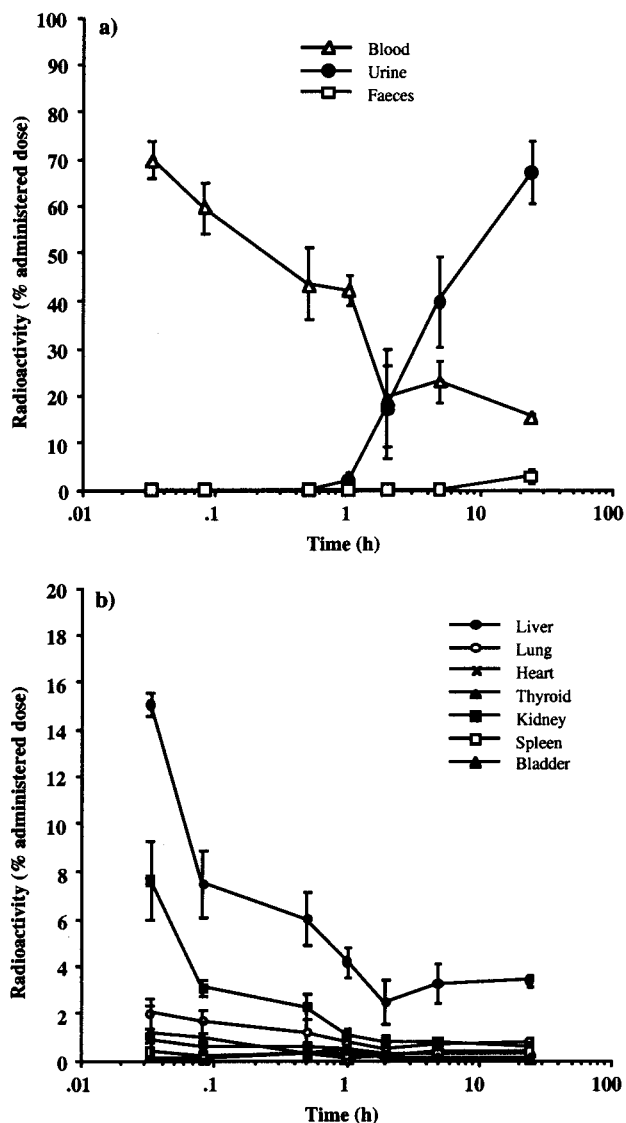 a)
Blood
Urine
Faeces
Radioactivity (% administered dose)
100
90
80
70
60
50
40
30
20
10
0
.01
.1
1
10
100
Time (h)
b)
Liver
Lung
Heart
Thyroid
Kidney
Spleen
Bladder
Radioactivity (% administered dose)
20
18
16
14
12
10
8
6
4
2
0
.01
.1
1
10
100
Time (h)